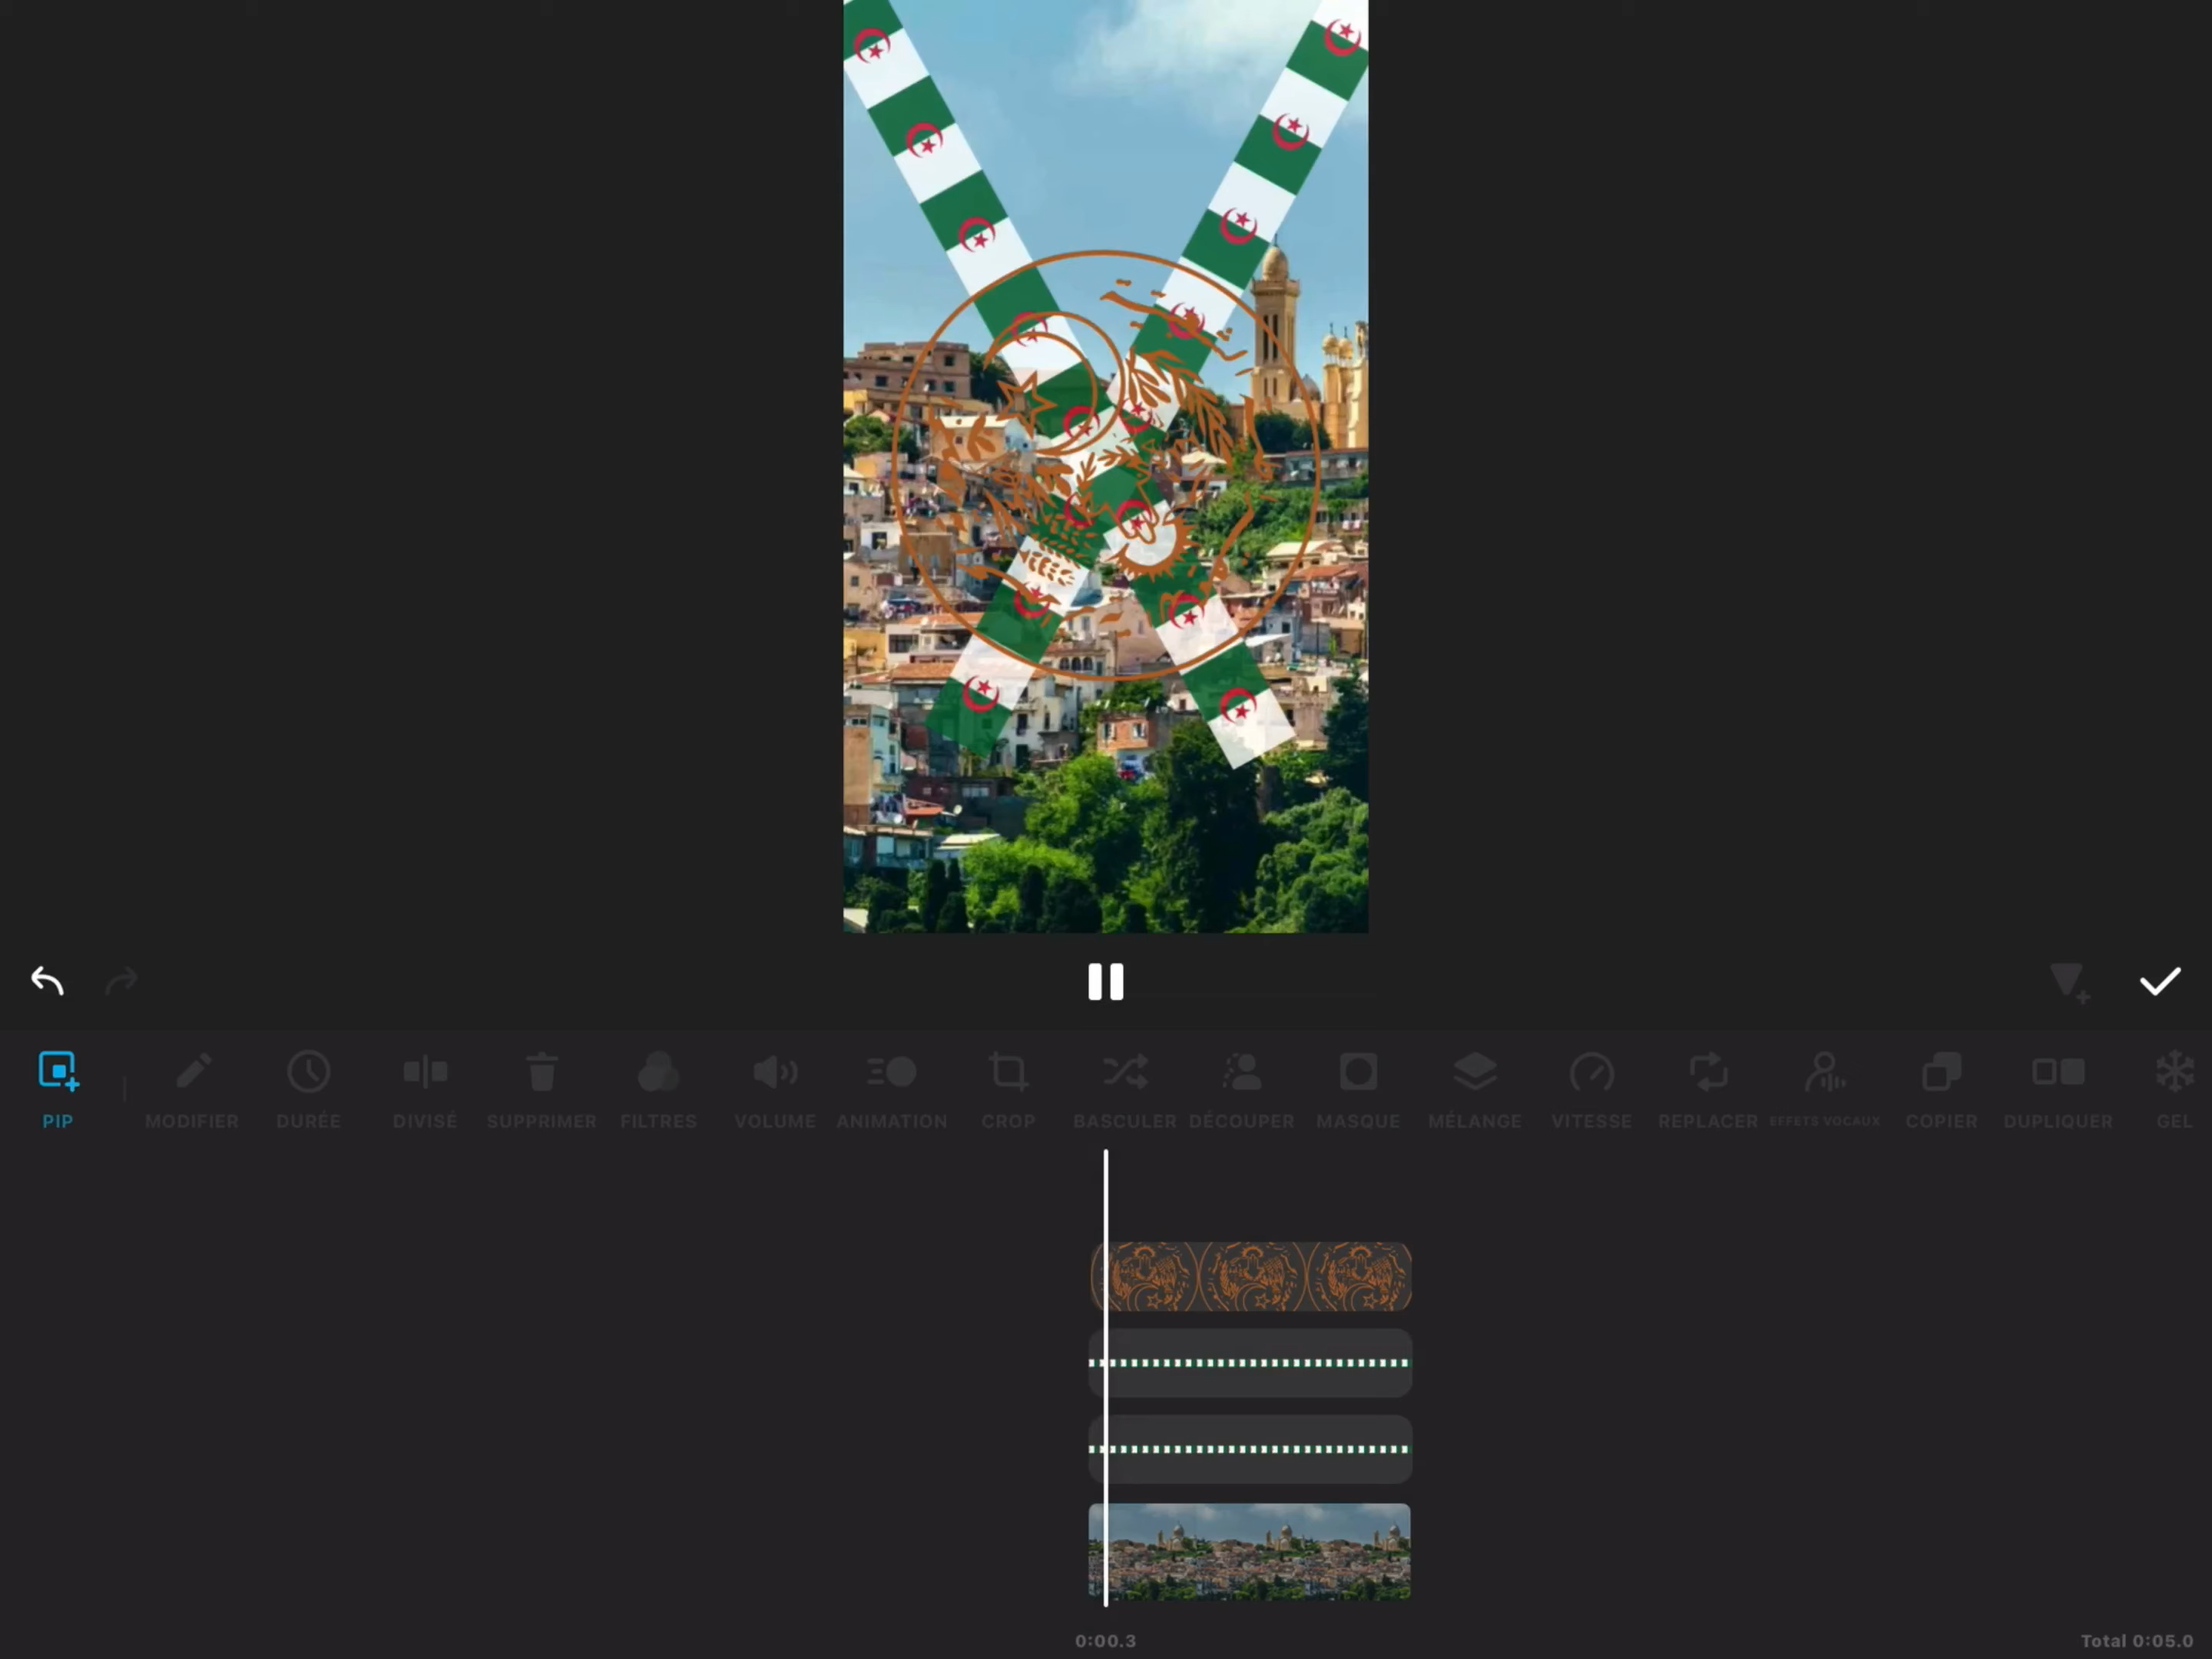 PIP MODIFIER DURÉE DIVISÉ SUPPRIMER FILTRES VOLUME ANIMATION CROP BASCULER DÉCOUPER MASQUE MÉLANGE VITESSE REPLACER EFFETS VOCAUX COPIER DUPLIQUER GEL
0:00.3 Total 0:05.0